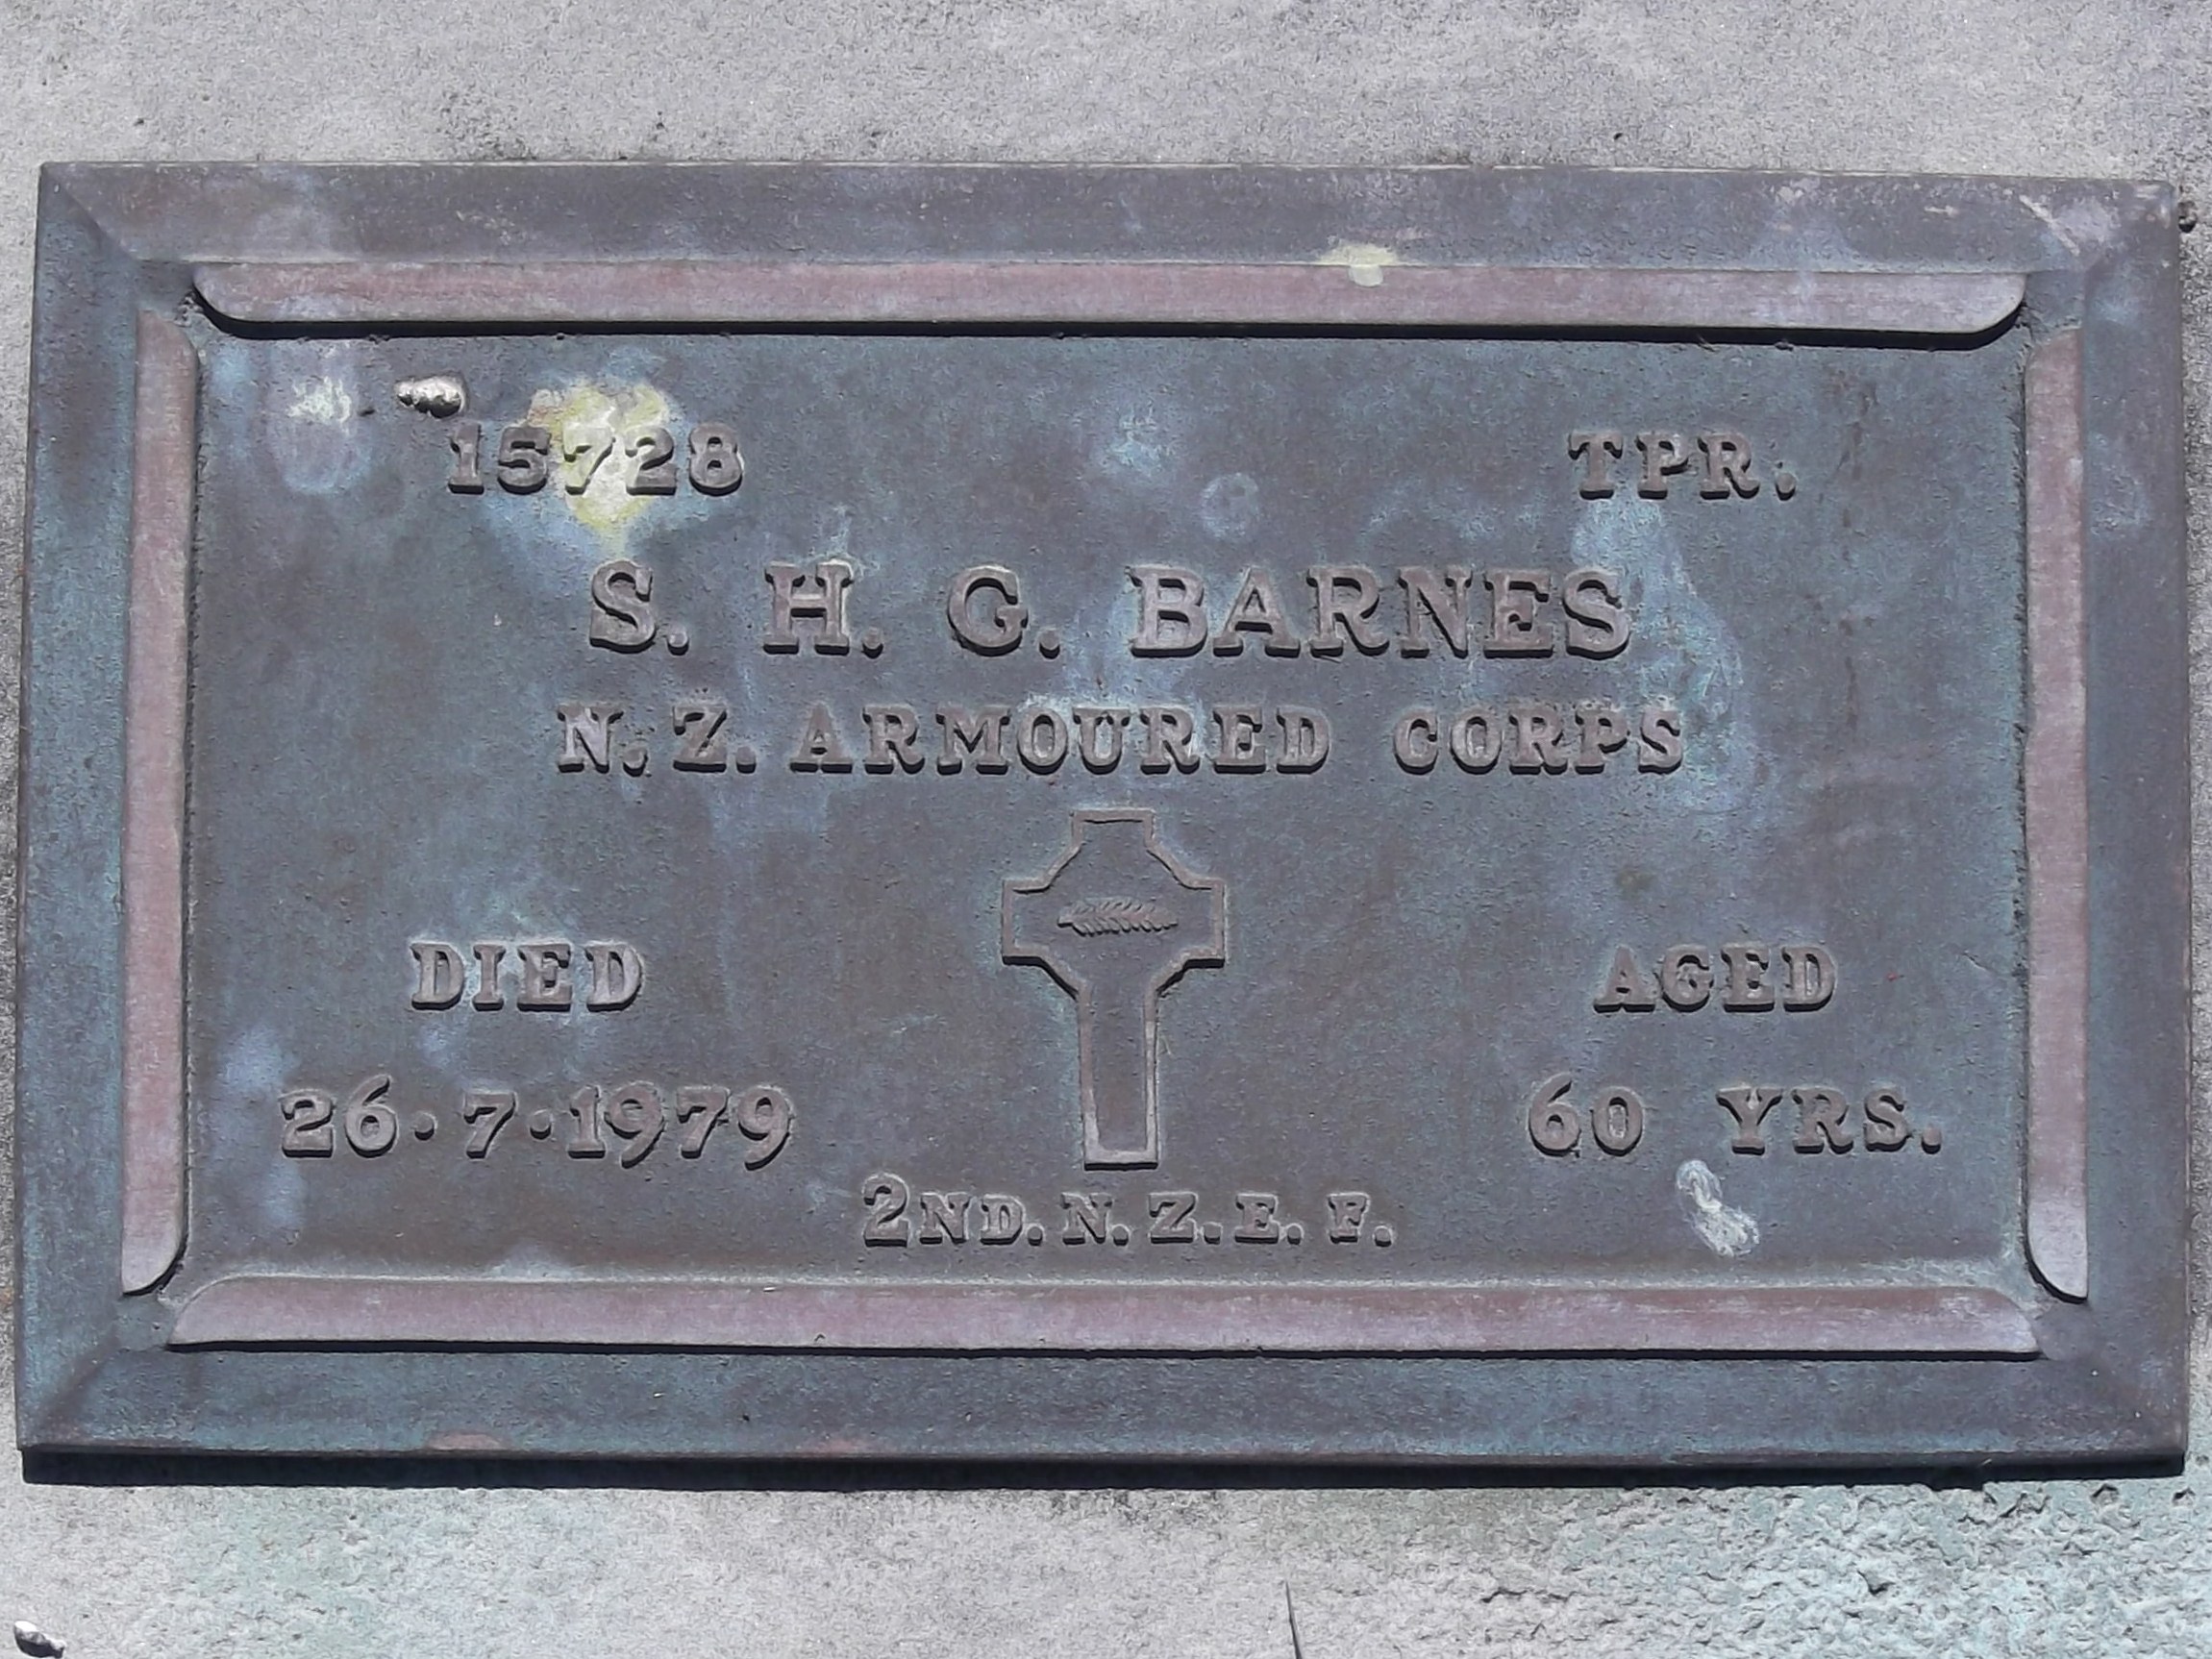 15728 TPR.
S. H. G. BARNES
N.Z. ARMOURED CORPS
DIED AGED
26·7·1979 60 YRS.
2ND. N. Z. E. F.